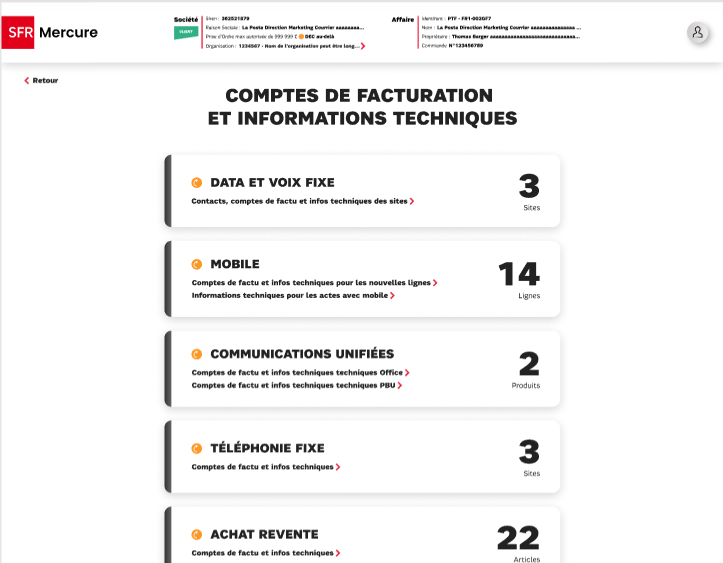 SFR Mercure
Société
CLIENT
Siren : 362521879
Raison Sociale : La Poste Direction Marketing Courrier aaaaaaaaa...
Prise d'Ordre max autorisée de 999 999 € DEC au-delà
Organisation : 1234567 - Nom de l'organisation peut être long...
Affaire
Identifiant : PTF - FR1-003GF7
Nom : La Poste Direction Marketing Courrier aaaaaaaaaaaaaaaaaa...
Propriétaire : Thomas Burger aaaaaaaaaaaaaaaaaaaaaaaaaaaaaa...
Commande N°123456789
Retour
COMPTES DE FACTURATION
ET INFORMATIONS TECHNIQUES
DATA ET VOIX FIXE
Contacts, comptes de factu et infos techniques des sites
3
Sites
MOBILE
Comptes de factu et infos techniques pour les nouvelles lignes
Informations techniques pour les actes avec mobile
14
Lignes
COMMUNICATIONS UNIFIÉES
Comptes de factu et infos techniques techniques Office
Comptes de factu et infos techniques techniques PBU
2
Produits
TÉLÉPHONIE FIXE
Comptes de factu et infos techniques
3
Sites
ACHAT REVENTE
Comptes de factu et infos techniques
22
Articles